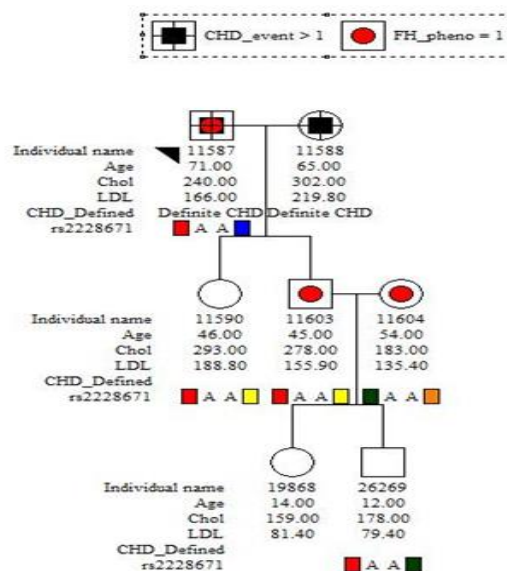 CHD_event > 1 FH_pheno = 1
Individual name 11587 11588
Age 71.00 65.00
Chol 240.00 302.00
LDL 166.00 219.80
CHD_Defined Definite CHD Definite CHD
rs2228671 A A
Individual name 11590 11603 11604
Age 46.00 45.00 54.00
Chol 293.00 278.00 183.00
LDL 188.80 155.90 135.40
CHD_Defined
rs2228671 A A A A A A
Individual name 19868 26269
Age 14.00 12.00
Chol 159.00 178.00
LDL 81.40 79.40
CHD_Defined
rs2228671 A A